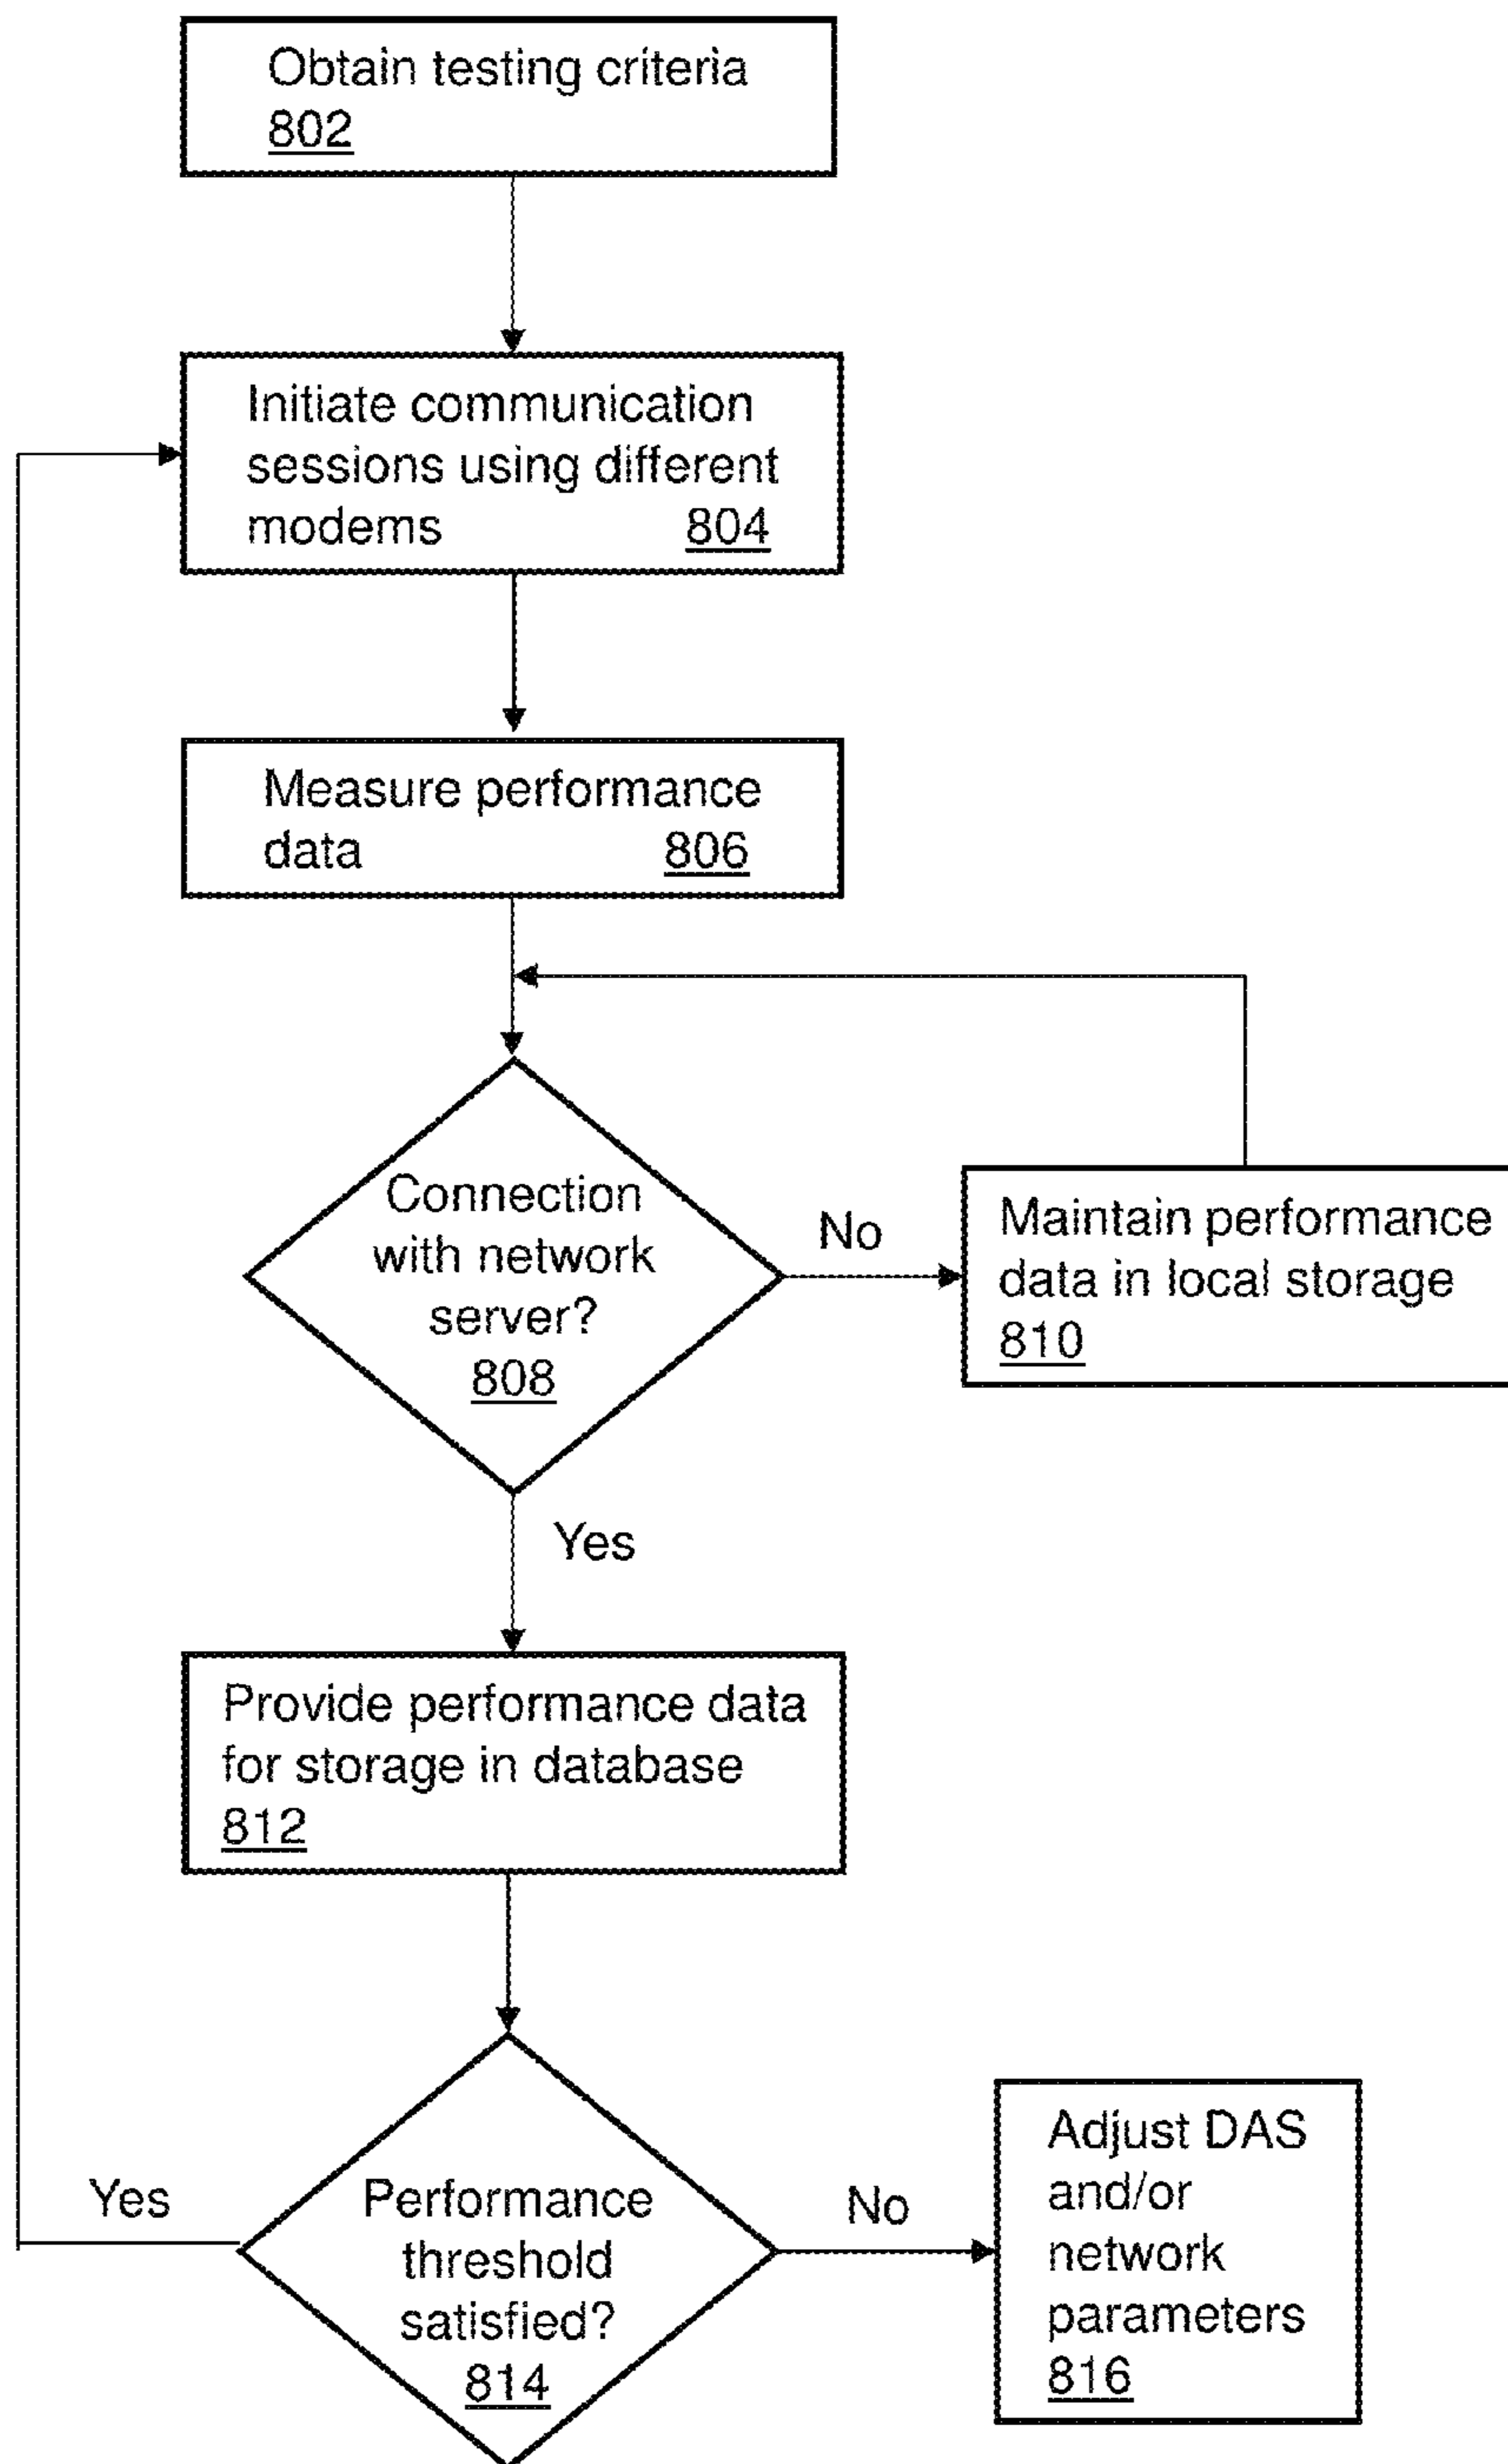 Obtain testing criteria
802
Initiate communication
sessions using different
modems 804
Measure performance
data 806
Connection
with network
server?
808
No
Maintain performance
data in local storage
810
Yes
Provide performance data
for storage in database
812
Yes
Performance
threshold
satisfied?
814
No
Adjust DAS
and/or
network
parameters
816